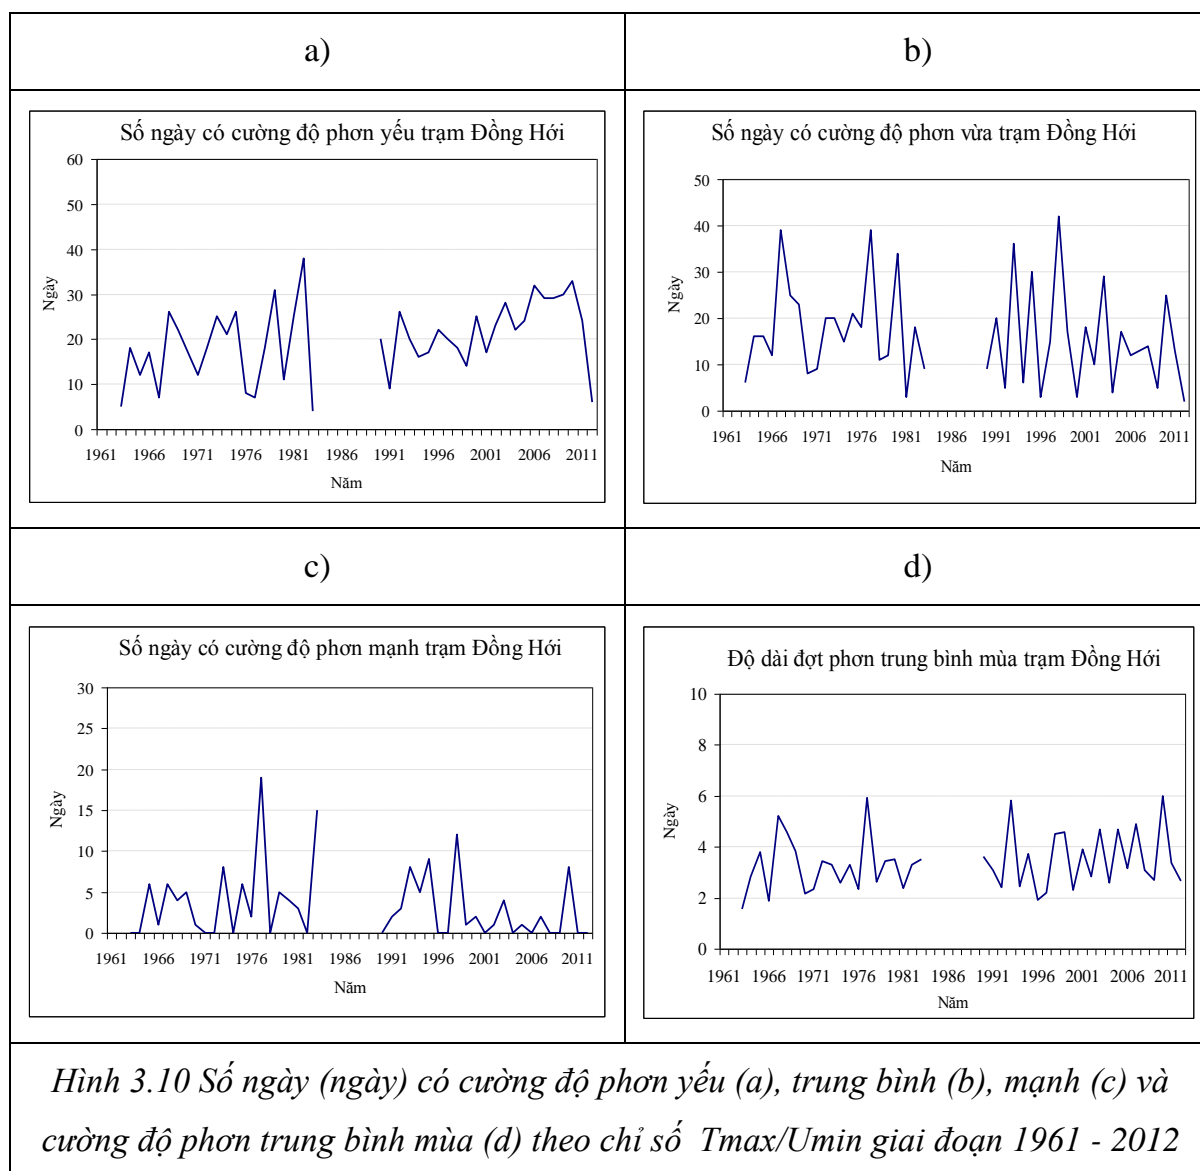 a)
b)
Số ngày có cường độ phơn yếu trạm Đồng Hới
60
50
40
30
20
10
0
Ngày
1961 1966 1971 1976 1981 1986 1991 1996 2001 2006 2011
Năm
Số ngày có cường độ phơn vừa trạm Đồng Hới
50
40
30
20
10
0
Ngày
1961 1966 1971 1976 1981 1986 1991 1996 2001 2006 2011
Năm
c)
d)
Số ngày có cường độ phơn mạnh trạm Đồng Hới
30
25
20
15
10
5
0
Ngày
1961 1966 1971 1976 1981 1986 1991 1996 2001 2006 2011
Năm
Độ dài đợt phơn trung bình mùa trạm Đồng Hới
10
8
6
4
2
0
Ngày
1961 1966 1971 1976 1981 1986 1991 1996 2001 2006 2011
Năm
Hình 3.10 Số ngày (ngày) có cường độ phơn yếu (a), trung bình (b), mạnh (c) và
cường độ phơn trung bình mùa (d) theo chỉ số Tmax/Umin giai đoạn 1961 - 2012